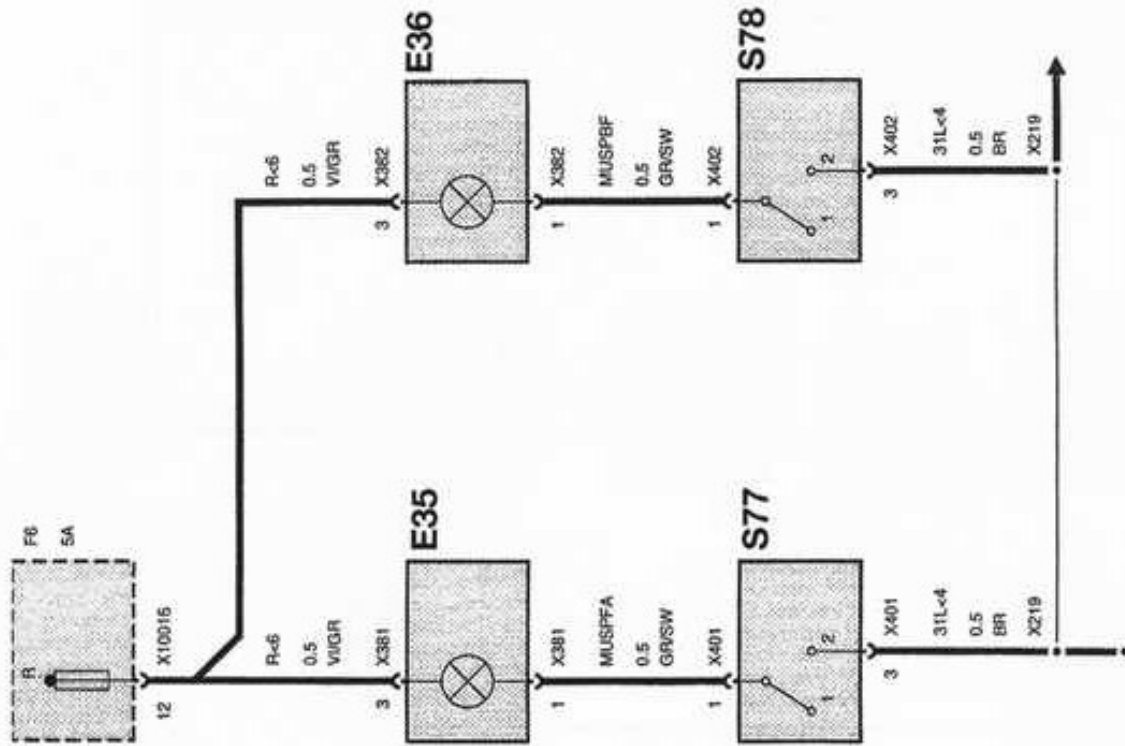 F6
5A
R
12
X10015
R<6
0.5
VI/GR
X381
3
E35
1
X381
MUSPFA
0.5
GR/SW
X401
1
S77
1
2
3
X401
31L<4
0.5
BR
X219
R<6
0.5
VI/GR
X382
3
E36
1
X382
MUSPBF
0.5
GR/SW
X402
1
S78
1
2
3
X402
31L<4
0.5
BR
X219